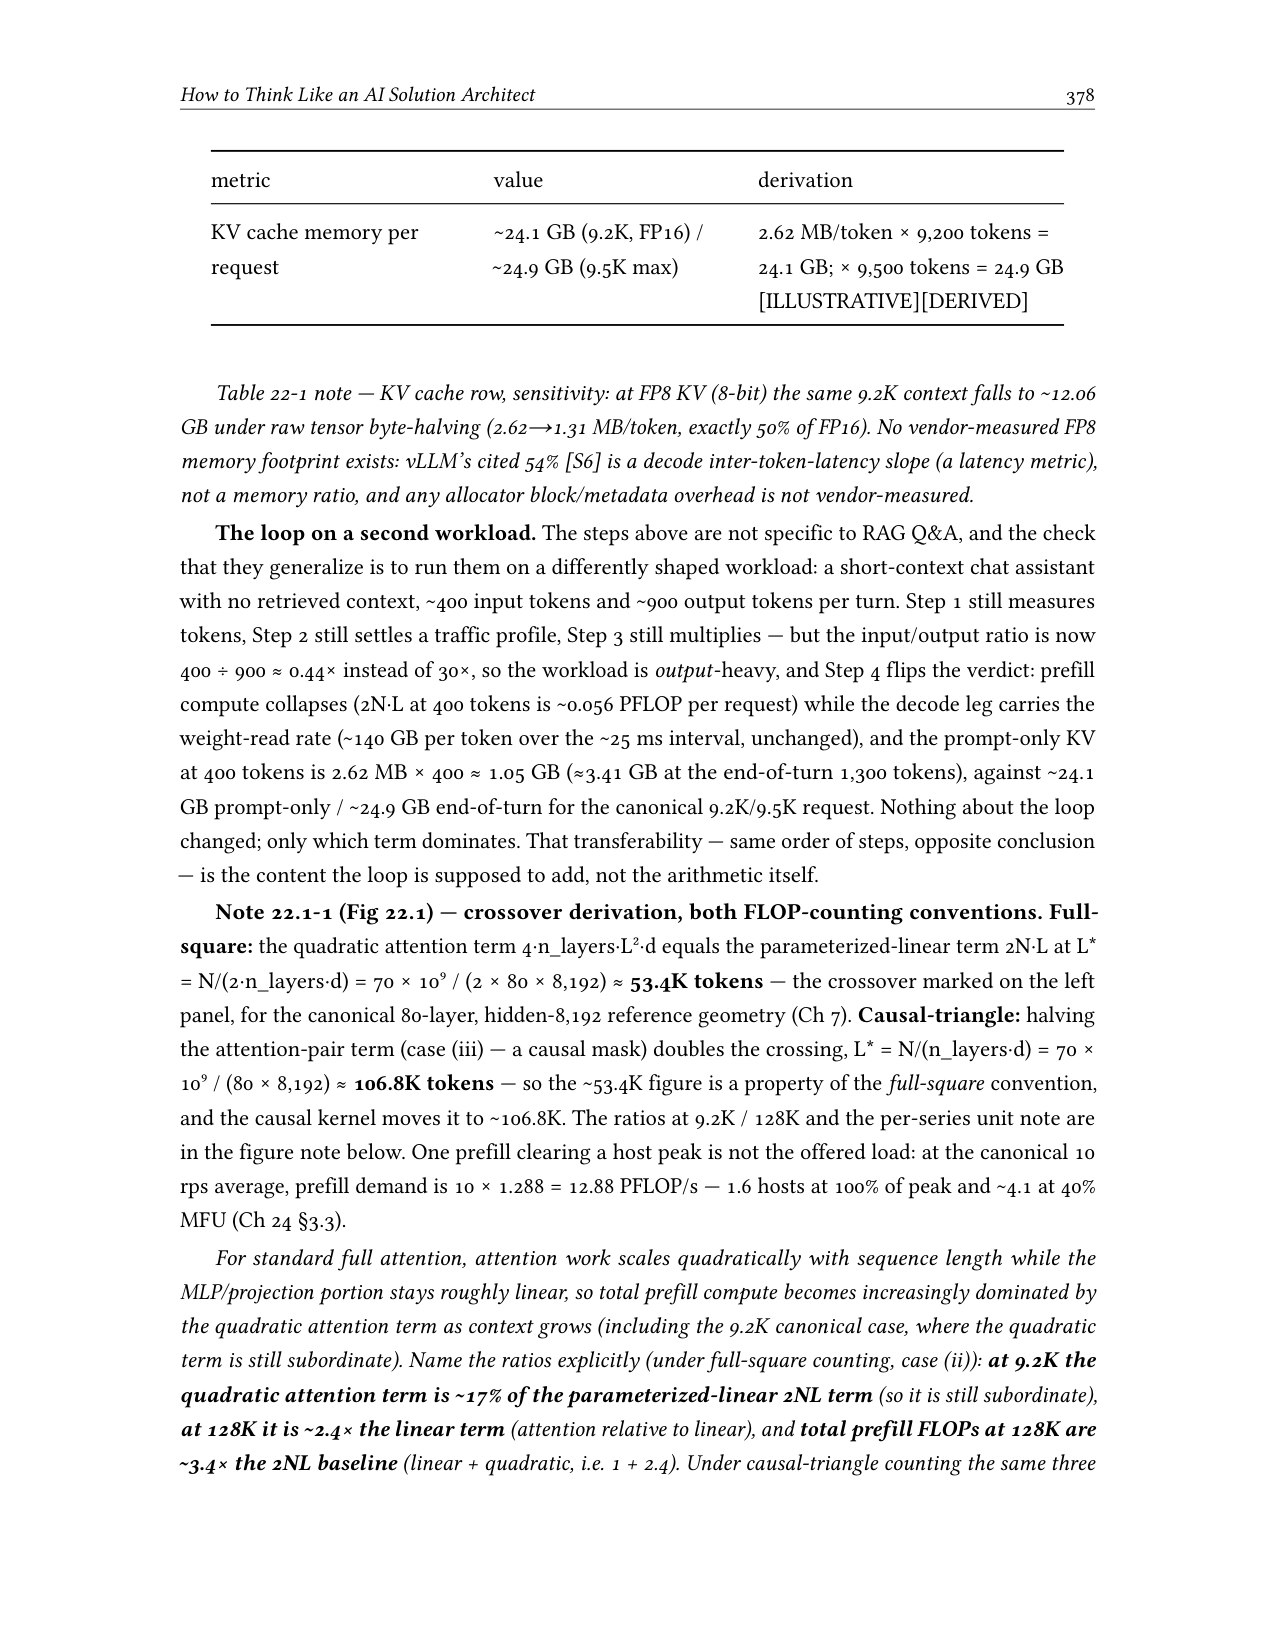 How to Think Like an AI Solution Architect 378
metric value derivation
KV cache memory per ~24.1 GB (9.2K, FP16) / 2.62 MB/token × 9,200 tokens =
request ~24.9 GB (9.5K max) 24.1 GB; × 9,500 tokens = 24.9 GB
[ILLUSTRATIVE][DERIVED]
Table 22-1 note — KV cache row, sensitivity: at FP8 KV (8-bit) the same 9.2K context falls to ~12.06
GB under raw tensor byte-halving (2.62→1.31 MB/token, exactly 50% of FP16). No vendor-measured FP8
memory footprint exists: vLLM's cited 54% [S6] is a decode inter-token-latency slope (a latency metric),
not a memory ratio, and any allocator block/metadata overhead is not vendor-measured.
The loop on a second workload. The steps above are not specific to RAG Q&A, and the check
that they generalize is to run them on a differently shaped workload: a short-context chat assistant
with no retrieved context, ~400 input tokens and ~900 output tokens per turn. Step 1 still measures
tokens, Step 2 still settles a traffic profile, Step 3 still multiplies — but the input/output ratio is now
400 ÷ 900 ≈ 0.44× instead of 30×, so the workload is output-heavy, and Step 4 flips the verdict: prefill
compute collapses (2N·L at 400 tokens is ~0.056 PFLOP per request) while the decode leg carries the
weight-read rate (~140 GB per token over the ~25 ms interval, unchanged), and the prompt-only KV
at 400 tokens is 2.62 MB × 400 ≈ 1.05 GB (≈3.41 GB at the end-of-turn 1,300 tokens), against ~24.1
GB prompt-only / ~24.9 GB end-of-turn for the canonical 9.2K/9.5K request. Nothing about the loop
changed; only which term dominates. That transferability — same order of steps, opposite conclusion
— is the content the loop is supposed to add, not the arithmetic itself.
Note 22.1-1 (Fig 22.1) — crossover derivation, both FLOP-counting conventions. Full-
square: the quadratic attention term 4·n_layers·L²·d equals the parameterized-linear term 2N·L at L*
= N/(2·n_layers·d) = 70 × 10⁹ / (2 × 80 × 8,192) ≈ 53.4K tokens — the crossover marked on the left
panel, for the canonical 80-layer, hidden-8,192 reference geometry (Ch 7). Causal-triangle: halving
the attention-pair term (case (iii) — a causal mask) doubles the crossing, L* = N/(n_layers·d) = 70 ×
10⁹ / (80 × 8,192) ≈ 106.8K tokens — so the ~53.4K figure is a property of the full-square convention,
and the causal kernel moves it to ~106.8K. The ratios at 9.2K / 128K and the per-series unit note are
in the figure note below. One prefill clearing a host peak is not the offered load: at the canonical 10
rps average, prefill demand is 10 × 1.288 = 12.88 PFLOP/s — 1.6 hosts at 100% of peak and ~4.1 at 40%
MFU (Ch 24 §3.3).
For standard full attention, attention work scales quadratically with sequence length while the
MLP/projection portion stays roughly linear, so total prefill compute becomes increasingly dominated by
the quadratic attention term as context grows (including the 9.2K canonical case, where the quadratic
term is still subordinate). Name the ratios explicitly (under full-square counting, case (ii)): at 9.2K the
quadratic attention term is ~17% of the parameterized-linear 2NL term (so it is still subordinate),
at 128K it is ~2.4× the linear term (attention relative to linear), and total prefill FLOPs at 128K are
~3.4× the 2NL baseline (linear + quadratic, i.e. 1 + 2.4). Under causal-triangle counting the same three